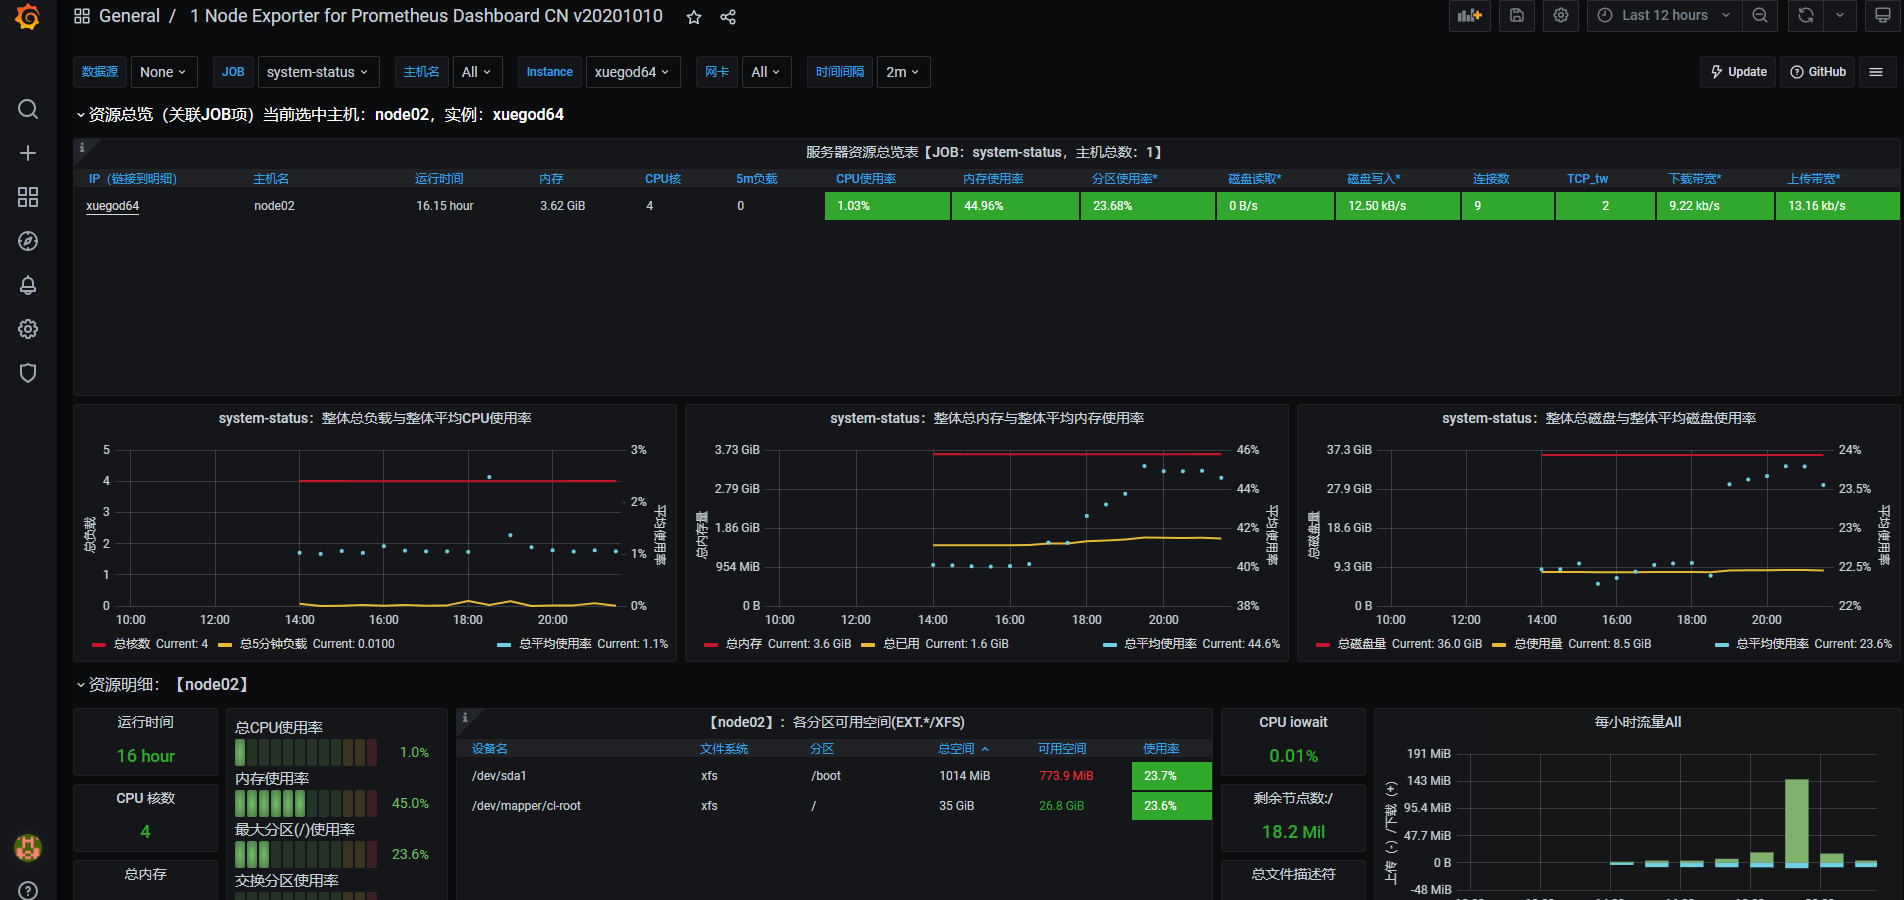 General / 1 Node Exporter for Prometheus Dashboard CN v20201010
Last 12 hours
数据源 None JOB system-status 主机名 All Instance xuegod64 网卡 All 时间间隔 2m Update GitHub
资源总览（关联JOB项）当前选中主机：node02，实例：xuegod64
服务器资源总览表【JOB：system-status，主机总数：1】
IP（链接到明细） 主机名 运行时间 内存 CPU核 5m负载 CPU使用率 内存使用率 分区使用率* 磁盘读取* 磁盘写入* 连接数 TCP_tw 下载带宽* 上传带宽*
xuegod64 node02 16.15 hour 3.62 GiB 4 0 1.03% 44.96% 23.68% 0 B/s 12.50 kB/s 9 2 9.22 kb/s 13.16 kb/s
system-status：整体总负载与整体平均CPU使用率
5
4
3
2
1
0
3%
2%
1%
0%
总负载
整体平均使用率
10:00 12:00 14:00 16:00 18:00 20:00
总核数 Current: 4 总5分钟负载 Current: 0.0100 总平均使用率 Current: 1.1%
system-status：整体总内存与整体平均内存使用率
3.73 GiB
2.79 GiB
1.86 GiB
954 MiB
0 B
46%
44%
42%
40%
38%
总内存量
整体平均使用率
10:00 12:00 14:00 16:00 18:00 20:00
总内存 Current: 3.6 GiB 总已用 Current: 1.6 GiB 总平均使用率 Current: 44.6%
system-status：整体总磁盘与整体平均磁盘使用率
37.3 GiB
27.9 GiB
18.6 GiB
9.3 GiB
0 B
24%
23.5%
23%
22.5%
22%
总磁盘量
整体平均使用率
10:00 12:00 14:00 16:00 18:00 20:00
总磁盘量 Current: 36.0 GiB 总使用量 Current: 8.5 GiB 总平均使用率 Current: 23.6%
资源明细：【node02】
运行时间
16 hour
CPU 核数
4
总内存
总CPU使用率
1.0%
内存使用率
45.0%
最大分区(/)使用率
23.6%
交换分区使用率
【node02】：各分区可用空间(EXT.*/XFS)
设备名 文件系统 分区 总空间 可用空间 使用率
/dev/sda1 xfs /boot 1014 MiB 773.9 MiB 23.7%
/dev/mapper/cl-root xfs / 35 GiB 26.8 GiB 23.6%
CPU iowait
0.01%
剩余节点数:/
18.2 Mil
总文件描述符
每小时流量All
191 MiB
143 MiB
95.4 MiB
47.7 MiB
0 B
-48 MiB
上传（-）/下载（+）